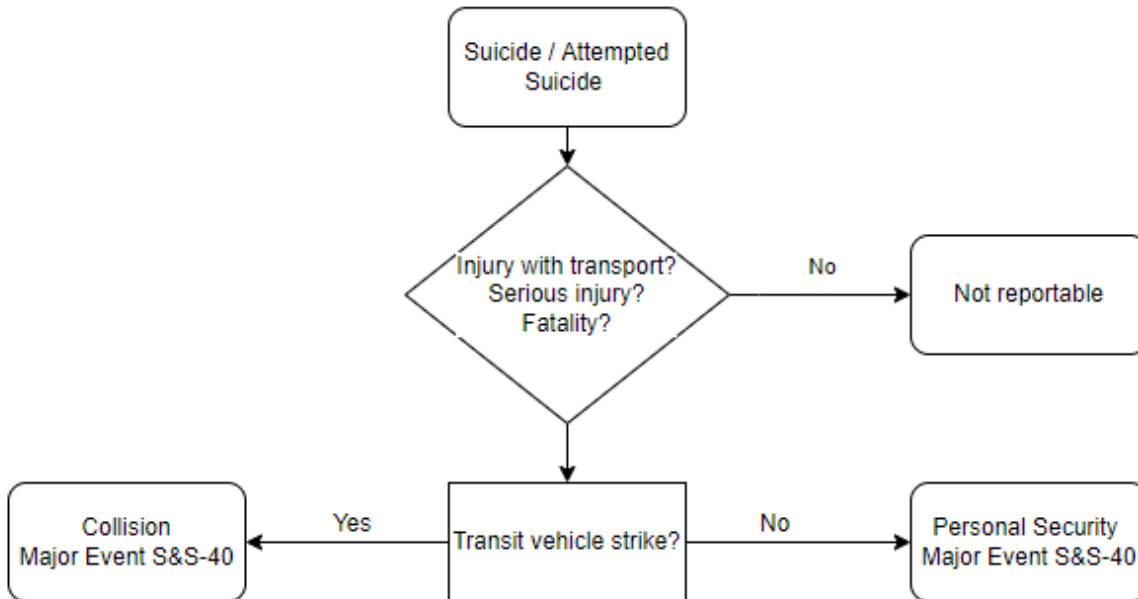 Suicide / Attempted
Suicide
Injury with transport?
Serious injury?
Fatality?
No
Not reportable
Collision
Major Event S&S-40
Yes
Transit vehicle strike?
No
Personal Security
Major Event S&S-40